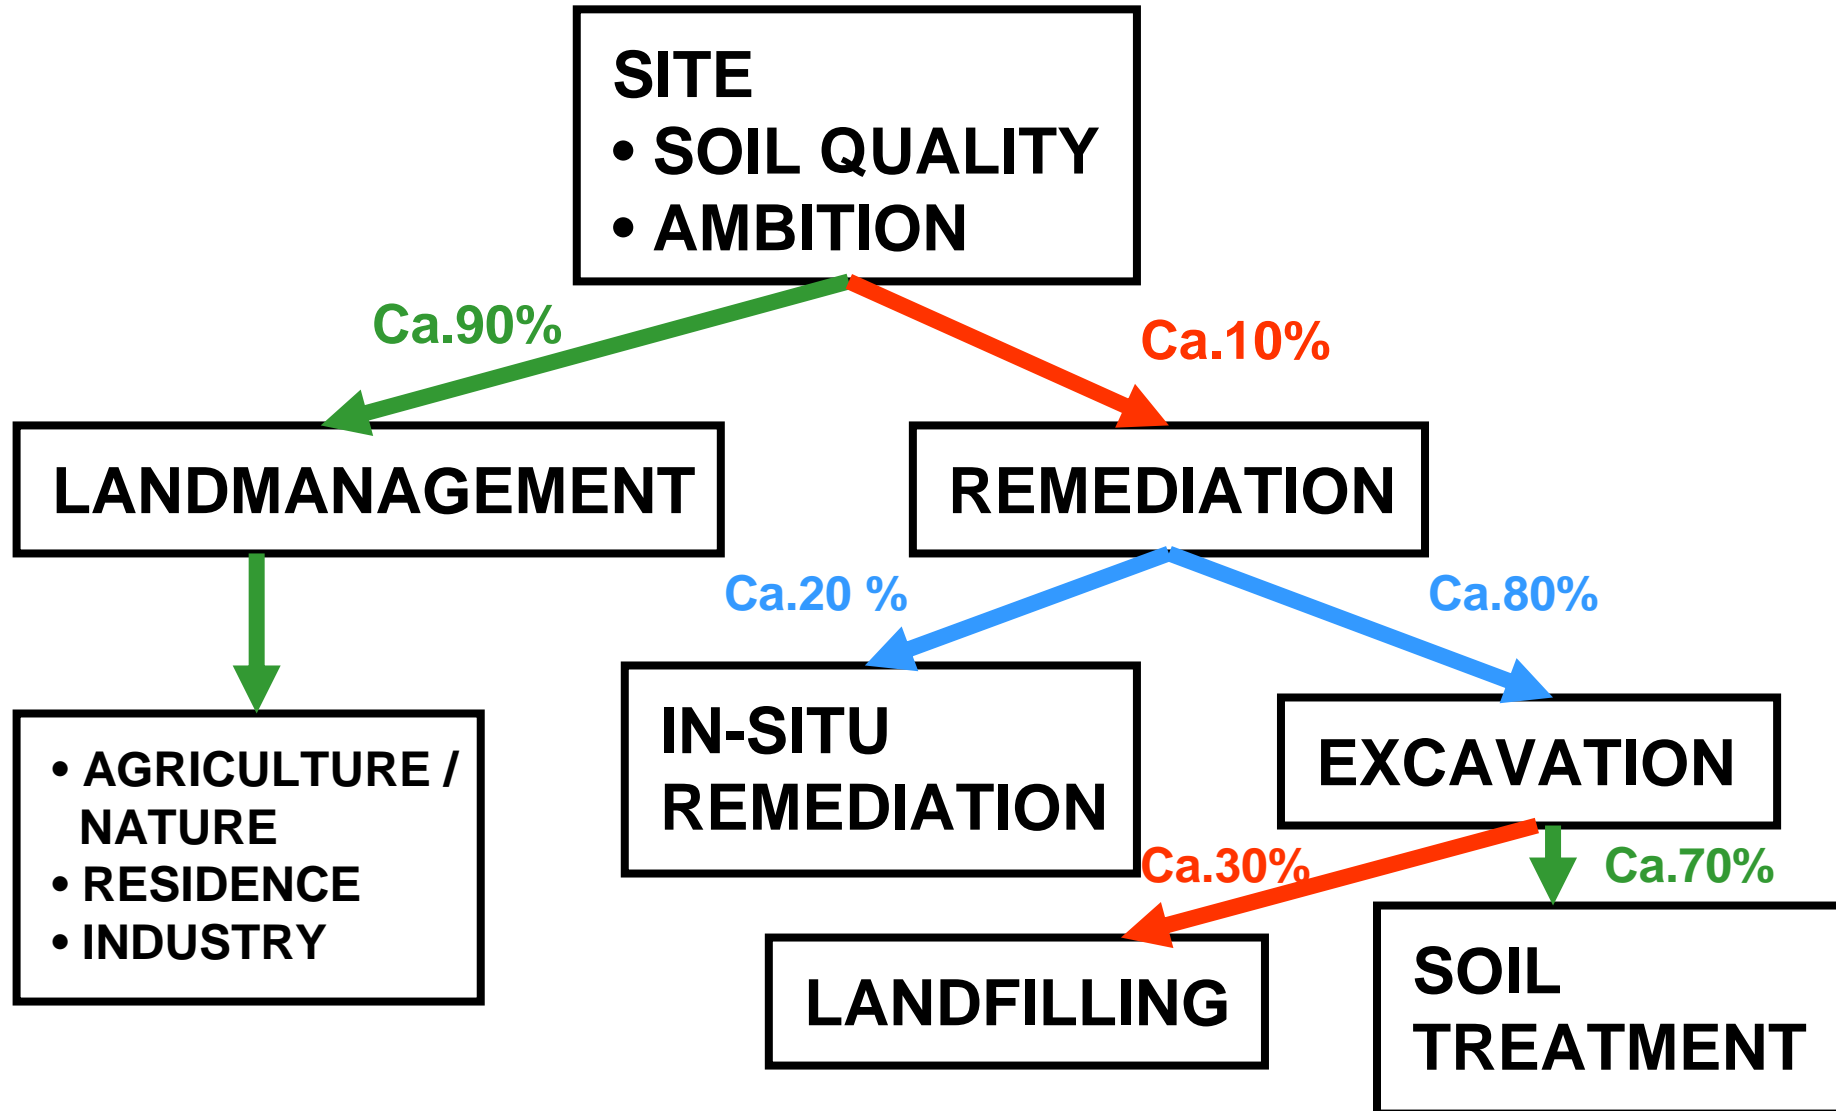 SITE
• SOIL QUALITY
• AMBITION
Ca.90%
Ca.10%
LANDMANAGEMENT
REMEDIATION
Ca.20 %
Ca.80%
• AGRICULTURE /
NATURE
• RESIDENCE
• INDUSTRY
IN-SITU
REMEDIATION
EXCAVATION
Ca.30%
Ca.70%
LANDFILLING
SOIL
TREATMENT